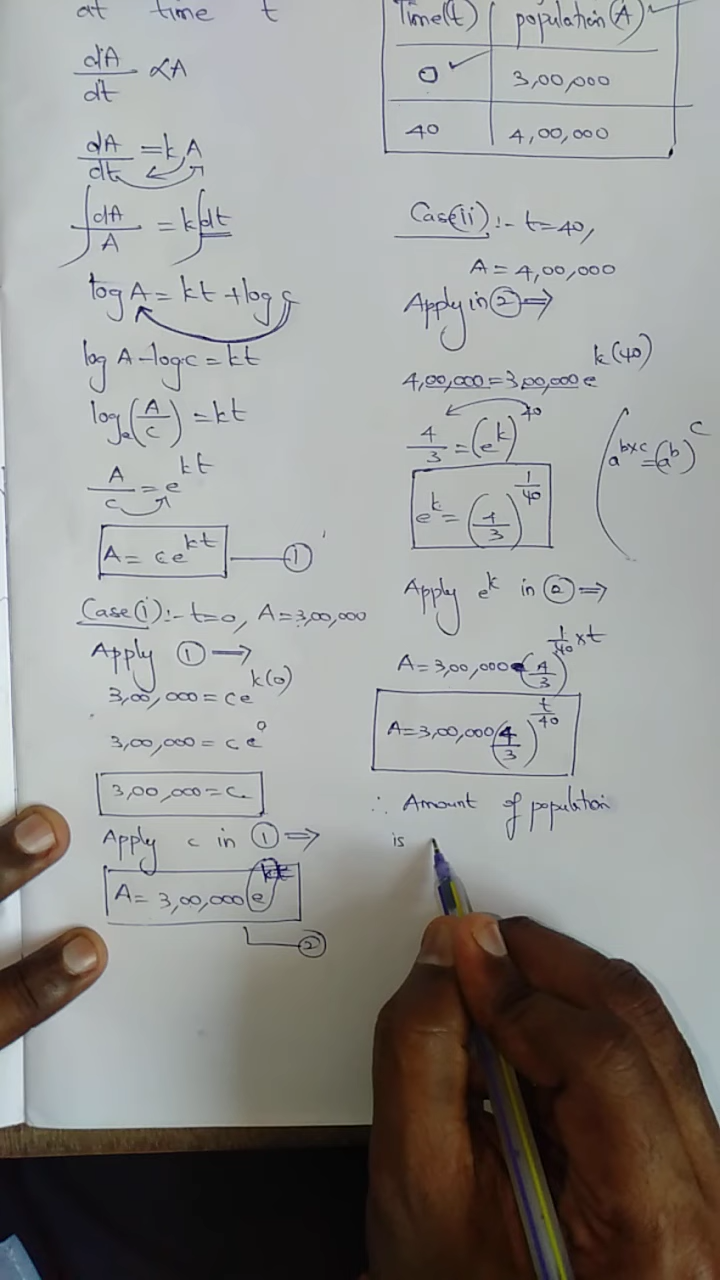 at time t
dA/dt ∝A
dA/dt =kA
∫dA/A = k∫dt
log A = kt + log c
log A - log c = kt
logₑ(A/c) = kt
A/c = e^kt
A = ce^kt —— ①
Case(i):- t=0, A=3,00,000
Apply ① →
3,00,000 = ce^k(0)
3,00,000 = ce^0
3,00,000 = c
Apply c in ① ⇒
A = 3,00,000 e^kt
②
Time(t) population(A)
0 3,00,000
40 4,00,000
Case(ii):- t=40,
A = 4,00,000
Apply in ② ⇒
4,00,000 = 3,00,000 e^k(40)
4/3 = (e^k)^40
a^b×c = (a^b)^c
e^k = (4/3)^1/40
Apply e^k in ② ⇒
A = 3,00,000 (4/3)^1/40 ×t
A = 3,00,000 (4/3)^t/40
∴ Amount of population
is